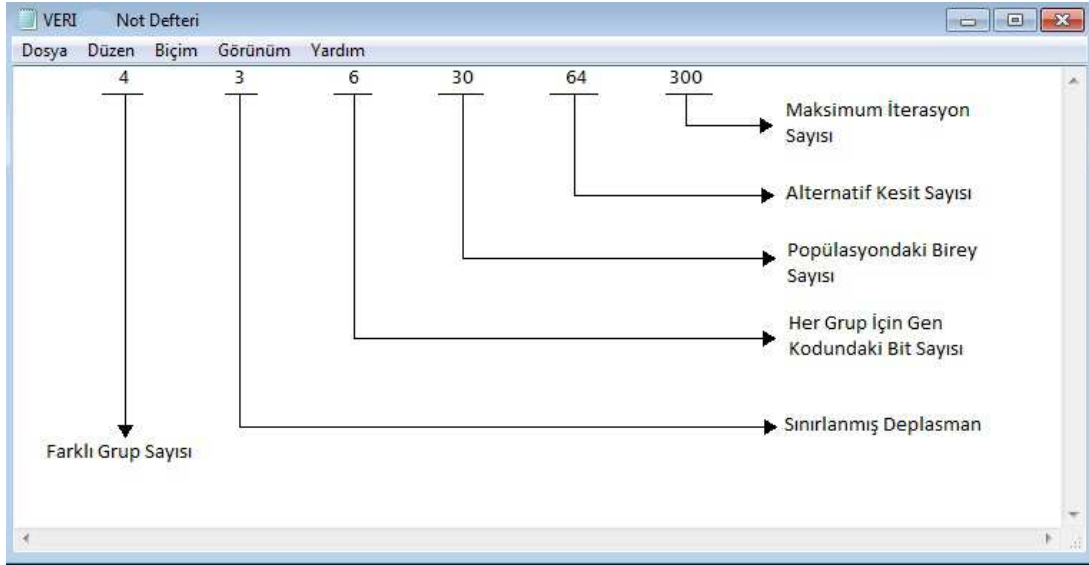 VERI Not Defteri
Dosya Düzen Biçim Görünüm Yardım
4 3 6 30 64 300
Maksimum İterasyon
Sayısı
Alternatif Kesit Sayısı
Popülasyondaki Birey
Sayısı
Her Grup İçin Gen
Kodundaki Bit Sayısı
Sınırlanmış Deplasman
Farklı Grup Sayısı